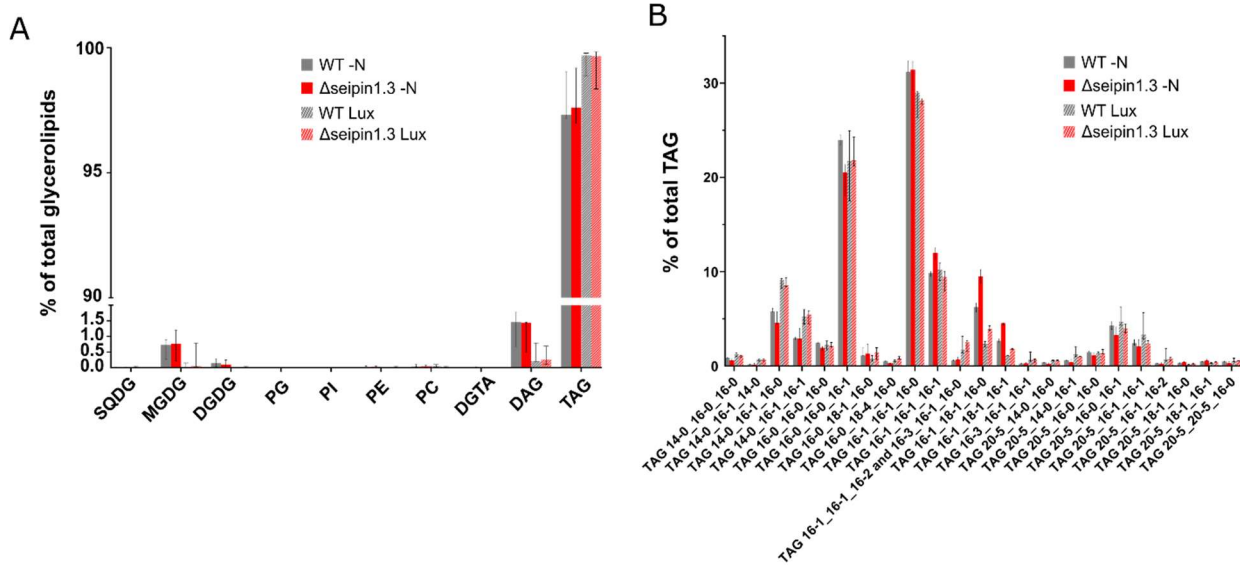 A
% of total glycerolipids
100
95
90
1.5
1.0
0.5
0.0
WT -N
Δseipin1.3 -N
WT Lux
Δseipin1.3 Lux
SQDG
MGDG
DGDG
PG
PI
PE
PC
DGTA
DAG
TAG
B
% of total TAG
30
20
10
0
WT -N
Δseipin1.3 -N
WT Lux
Δseipin1.3 Lux
TAG 14-0_16-0_16-0
TAG 14-0_16-1_14-0
TAG 14-0_16-1_16-0
TAG 14-0_16-1_16-1
TAG 16-0_16-0_16-0
TAG 16-0_16-0_16-1
TAG 16-0_18-1_16-0
TAG 16-0_18-4_16-0
TAG 16-1_16-1_16-0
TAG 16-1_16-1_16-1
TAG 16-1_16-1_16-2 and 16-3_16-1_16-0
TAG 16-1_18-1_16-0
TAG 16-1_18-1_16-1
TAG 16-3_16-1_16-1
TAG 20-5_14-0_16-0
TAG 20-5_14-0_16-1
TAG 20-5_16-0_16-0
TAG 20-5_16-0_16-1
TAG 20-5_16-1_16-1
TAG 20-5_16-1_16-2
TAG 20-5_18-1_16-0
TAG 20-5_18-1_16-1
TAG 20-5_20-5_16-0